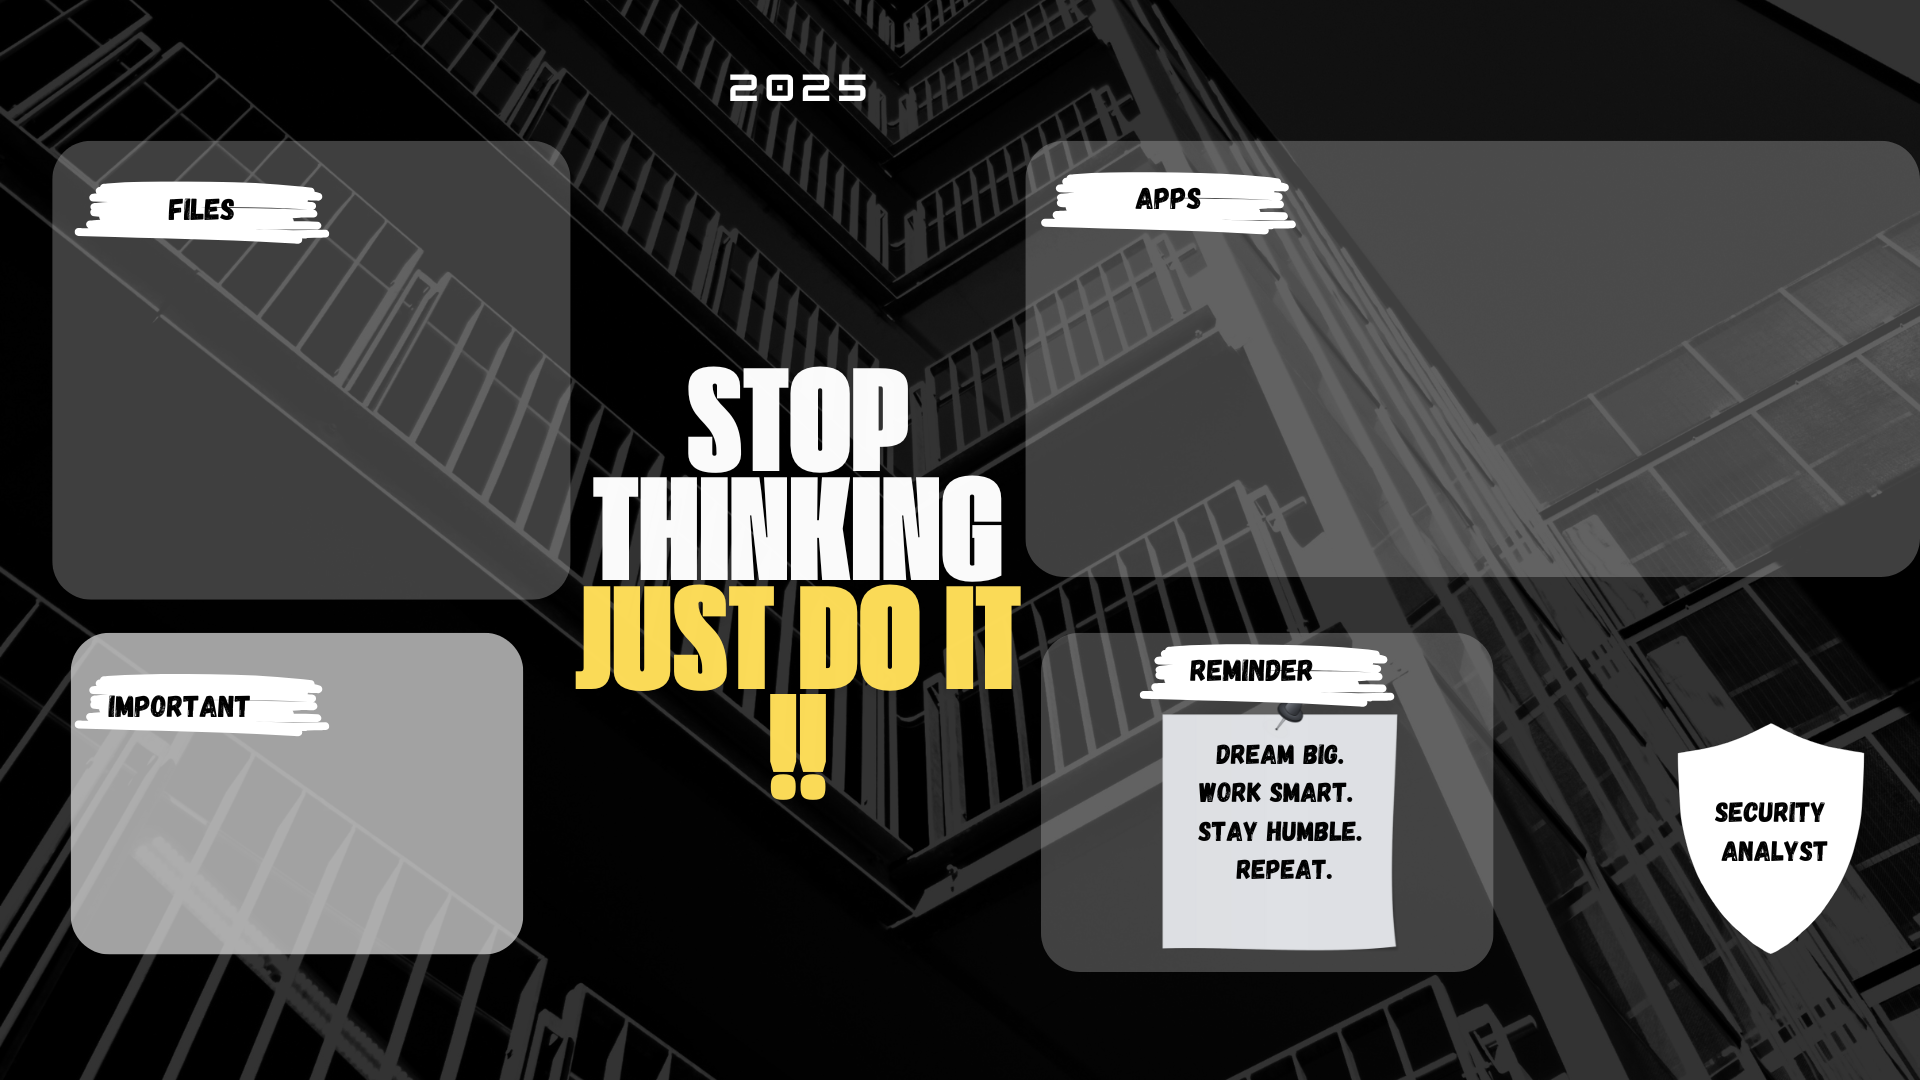 2025
FILES
APPS
STOP
THINKING
JUST DO IT
!!
IMPORTANT
REMINDER
DREAM BIG.
WORK SMART.
STAY HUMBLE.
REPEAT.
SECURITY
ANALYST